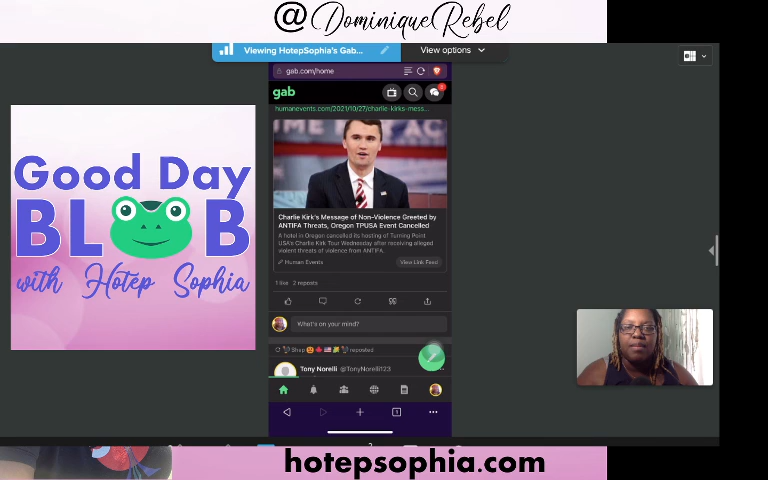 @DominiqueRebel
Viewing HotepSophia's Gab...
View options
gab.com/home
gab
humanevents.com/2021/10/27/charlie-kirks-mess...
Charlie Kirk's Message of Non-Violence Greeted by
ANTIFA Threats, Oregon TPUSA Event Cancelled
A hotel in Oregon cancelled its hosting of Turning Point
USA's Charlie Kirk Tour Wednesday after receiving alleged
violent threats of violence from ANTIFA.
Human Events
View Link Feed
1 like 2 reposts
What's on your mind?
reposted
Tony Norelli @TonyNorelli123
1
Good Day
BLOB
with Hotep Sophia
hotepsophia.com